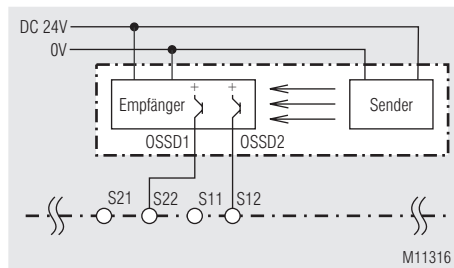 DC 24V
0V
Empfänger
+ +
Sender
OSSD1 OSSD2
S21 S22 S11 S12
M11316